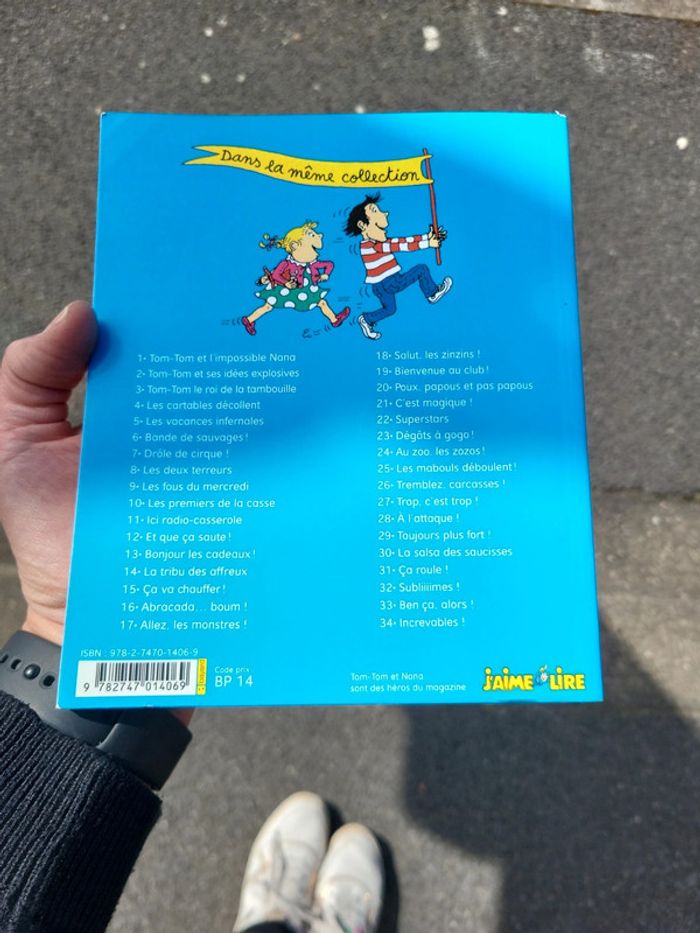 Dans la même collection
1• Tom-Tom et l'impossible Nana
2• Tom-Tom et ses idées explosives
3• Tom-Tom le roi de la tambouille
4• Les cartables décollent
5• Les vacances infernales
6• Bande de sauvages !
7• Drôle de cirque !
8• Les deux terreurs
9• Les fous du mercredi
10• Les premiers de la casse
11• Ici radio-casserole
12• Et que ça saute !
13• Bonjour les cadeaux !
14• La tribu des affreux
15• Ça va chauffer !
16• Abracada... boum !
17• Allez, les monstres !
18• Salut, les zinzins !
19• Bienvenue au club !
20• Poux, papous et pas papous
21• C'est magique !
22• Superstars
23• Dégâts à gogo !
24• Au zoo, les zozos !
25• Les mabouls déboulent !
26• Tremblez, carcasses !
27• Trop, c'est trop !
28• À l'attaque !
29• Toujours plus fort !
30• La salsa des saucisses
31• Ça roule !
32• Subliiiimes !
33• Ben ça, alors !
34• Increvables !
ISBN : 978-2-7470-1406-9
9 782747 014069
Code prix :
BP 14
Tom-Tom et Nana
sont des héros du magazine
J'AIME LIRE